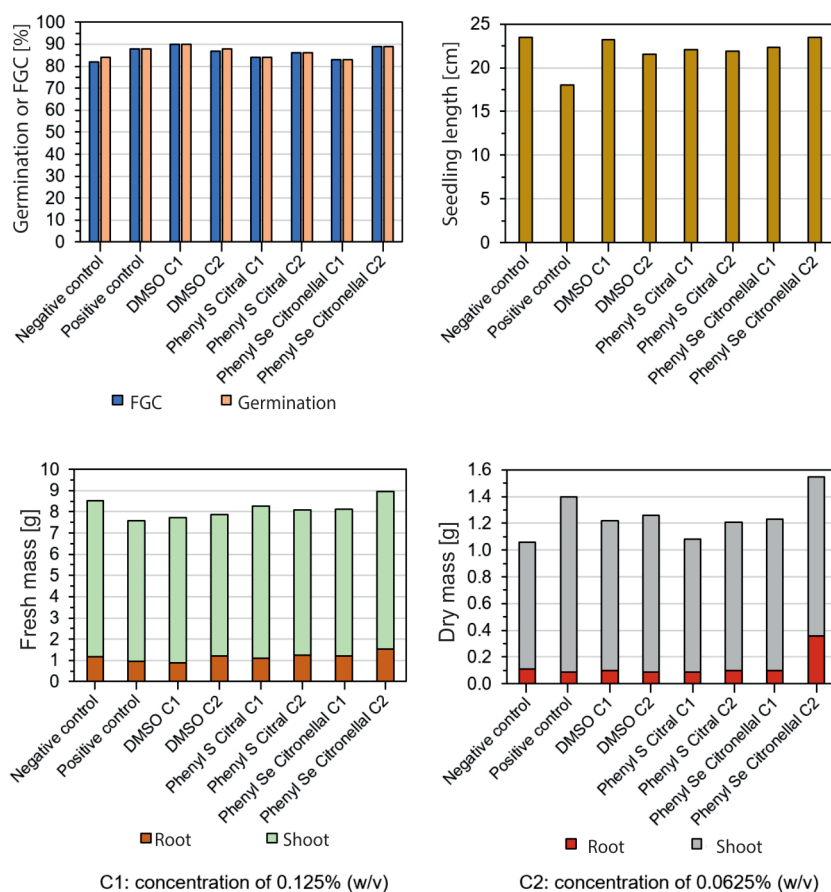 Germination or FGC [%]
100
90
80
70
60
50
40
30
20
10
0
Negative control
Positive control
DMSO C1
DMSO C2
Phenyl S Citral C1
Phenyl S Citral C2
Phenyl Se Citronellal C1
Phenyl Se Citronellal C2
FGC
Germination
Seedling length [cm]
25
20
15
10
5
0
Negative control
Positive control
DMSO C1
DMSO C2
Phenyl S Citral C1
Phenyl S Citral C2
Phenyl Se Citronellal C1
Phenyl Se Citronellal C2
Fresh mass [g]
10
9
8
7
6
5
4
3
2
1
0
Negative control
Positive control
DMSO C1
DMSO C2
Phenyl S Citral C1
Phenyl S Citral C2
Phenyl Se Citronellal C1
Phenyl Se Citronellal C2
Root
Shoot
Dry mass [g]
1.6
1.4
1.2
1.0
0.8
0.6
0.4
0.2
0.0
Negative control
Positive control
DMSO C1
DMSO C2
Phenyl S Citral C1
Phenyl S Citral C2
Phenyl Se Citronellal C1
Phenyl Se Citronellal C2
Root
Shoot
C1: concentration of 0.125% (w/v)
C2: concentration of 0.0625% (w/v)